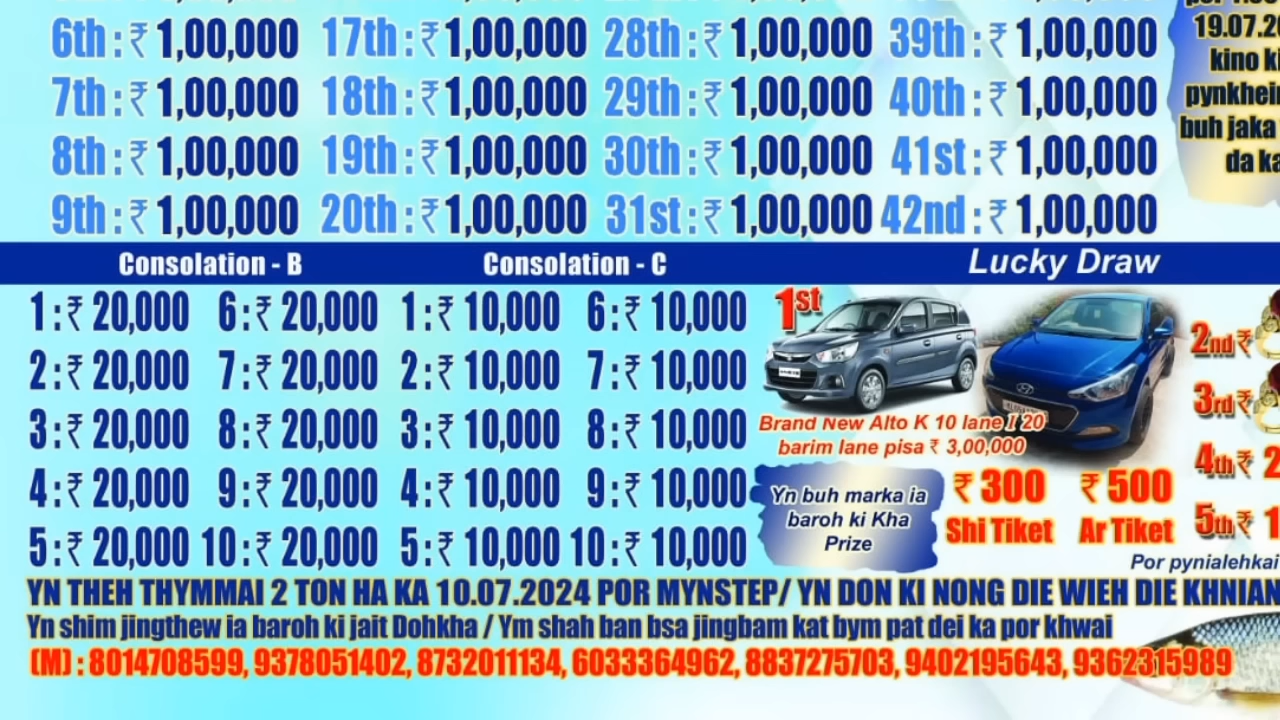 6th : ₹ 1,00,000 17th : ₹ 1,00,000 28th : ₹ 1,00,000 39th : ₹ 1,00,000
7th : ₹ 1,00,000 18th : ₹ 1,00,000 29th : ₹ 1,00,000 40th : ₹ 1,00,000
8th : ₹ 1,00,000 19th : ₹ 1,00,000 30th : ₹ 1,00,000 41st : ₹ 1,00,000
9th : ₹ 1,00,000 20th : ₹ 1,00,000 31st : ₹ 1,00,000 42nd : ₹ 1,00,000
19.07.20
kino
buh jaka
da
Consolation - B Consolation - C Lucky Draw
1 : ₹ 20,000 6 : ₹ 20,000 1 : ₹ 10,000 6 : ₹ 10,000
2 : ₹ 20,000 7 : ₹ 20,000 2 : ₹ 10,000 7 : ₹ 10,000
3 : ₹ 20,000 8 : ₹ 20,000 3 : ₹ 10,000 8 : ₹ 10,000
4 : ₹ 20,000 9 : ₹ 20,000 4 : ₹ 10,000 9 : ₹ 10,000
5 : ₹ 20,000 10 : ₹ 20,000 5 : ₹ 10,000 10 : ₹ 10,000
1st
Brand New Alto K 10 lane I 20
barim lane pisa ₹ 3,00,000
Yn buh marka ia
baroh ki Kha
Prize
₹ 300 ₹ 500
Shi Tiket Ar Tiket
2nd ₹
3rd ₹
4th ₹ 2
5th ₹ 1
Por pynialehkai
YN THEH THYMMAI 2 TON HA KA 10.07.2024 POR MYNSTEP/ YN DON KI NONG DIE WIEH DIE KHNIAN
Yn shim jingthew ia baroh ki jait Dohkha / Ym shah ban bsa jingbam kat bym pat dei ka por khwai
(M) : 8014708599, 9378051402, 8732011134, 6033364962, 8837275703, 9402195643, 9362315989